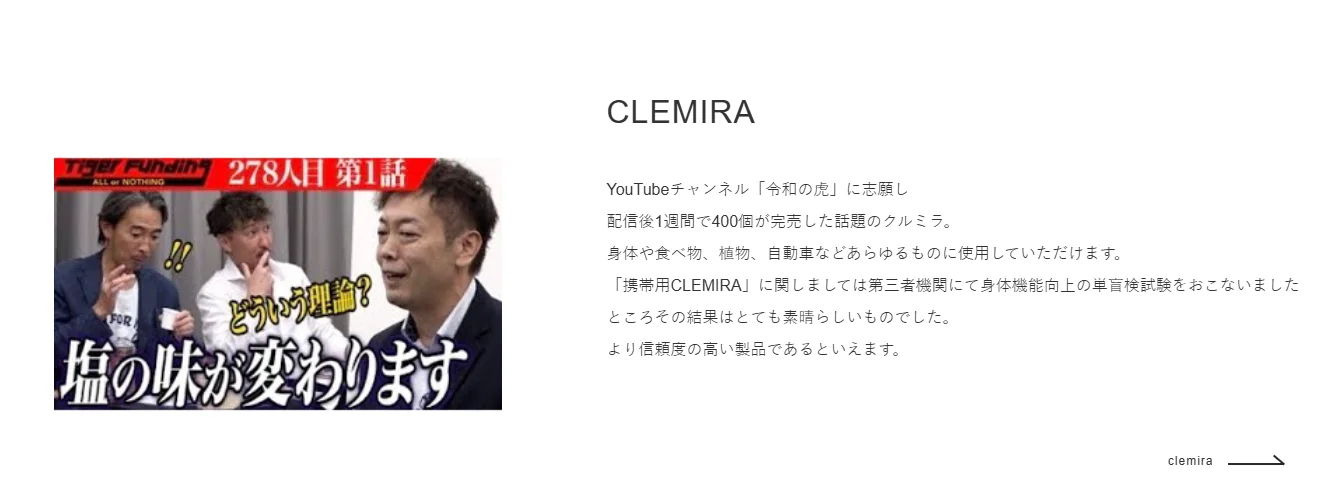 CLEMIRA
Tiger Funding
ALL or NOTHING
278人目 第1話
!!
どういう理論?
塩の味が変わります
YouTubeチャンネル「令和の虎」に志願し
配信後1週間で400個が完売した話題のクルミラ。
身体や食べ物、植物、自動車などあらゆるものに使用していただけます。
「携帯用CLEMIRA」に関しましては第三者機関にて身体機能向上の単盲検試験をおこないました
ところその結果はとても素晴らしいものでした。
より信頼度の高い製品であるといえます。
clemira